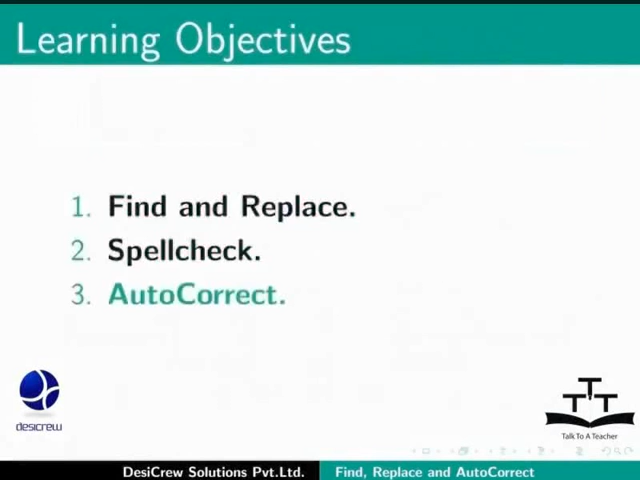 Learning Objectives
1. Find and Replace.
2. Spellcheck.
3. AutoCorrect.
desicrew
TTT
Talk To A Teacher
DesiCrew Solutions Pvt.Ltd. Find, Replace and AutoCorrect